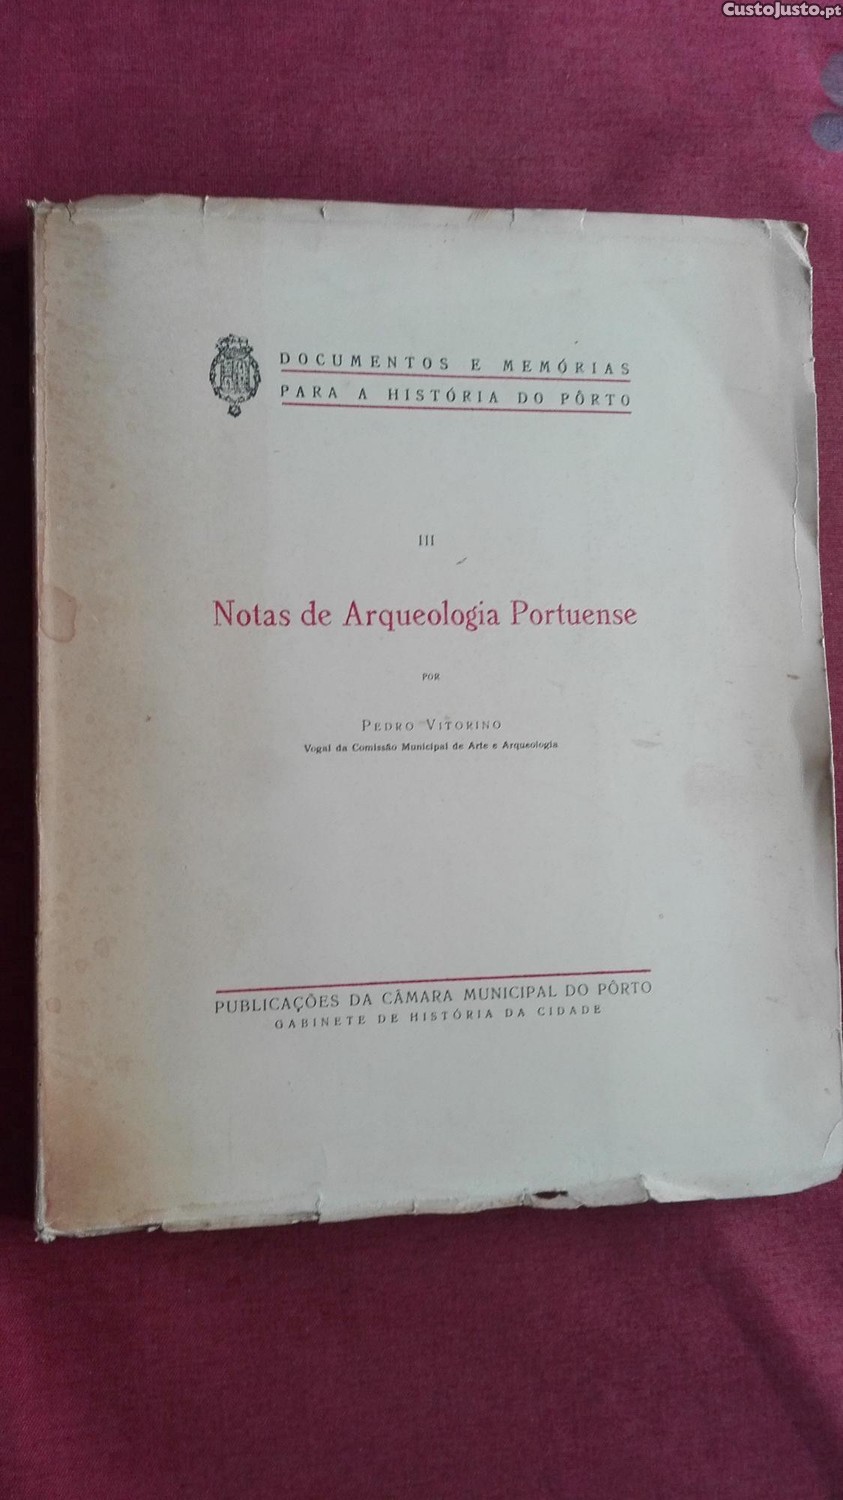 CustoJusto.pt
DOCUMENTOS E MEMÓRIAS
PARA A HISTÓRIA DO PÔRTO
III
Notas de Arqueologia Portuense
POR
PEDRO VITORINO
Vogal da Comissão Municipal de Arte e Arqueologia
PUBLICAÇÕES DA CÂMARA MUNICIPAL DO PÔRTO
GABINETE DE HISTÓRIA DA CIDADE